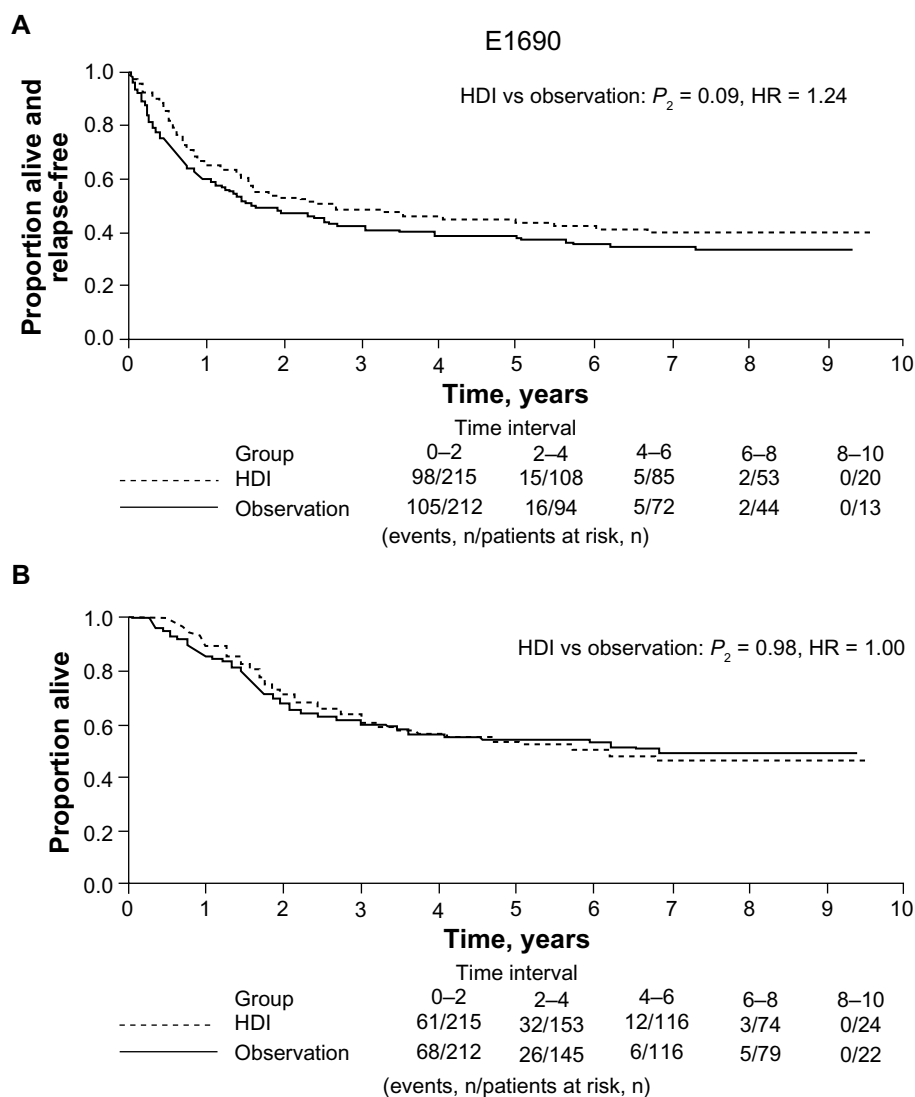 A
E1690
HDI vs observation: P2 = 0.09, HR = 1.24
Proportion alive and
relapse-free
1.0
0.8
0.6
0.4
0.2
0.0
0 1 2 3 4 5 6 7 8 9 10
Time, years
Time interval
Group 0–2 2–4 4–6 6–8 8–10
HDI 98/215 15/108 5/85 2/53 0/20
Observation 105/212 16/94 5/72 2/44 0/13
(events, n/patients at risk, n)
B
HDI vs observation: P2 = 0.98, HR = 1.00
Proportion alive
1.0
0.8
0.6
0.4
0.2
0.0
0 1 2 3 4 5 6 7 8 9 10
Time, years
Time interval
Group 0–2 2–4 4–6 6–8 8–10
HDI 61/215 32/153 12/116 3/74 0/24
Observation 68/212 26/145 6/116 5/79 0/22
(events, n/patients at risk, n)